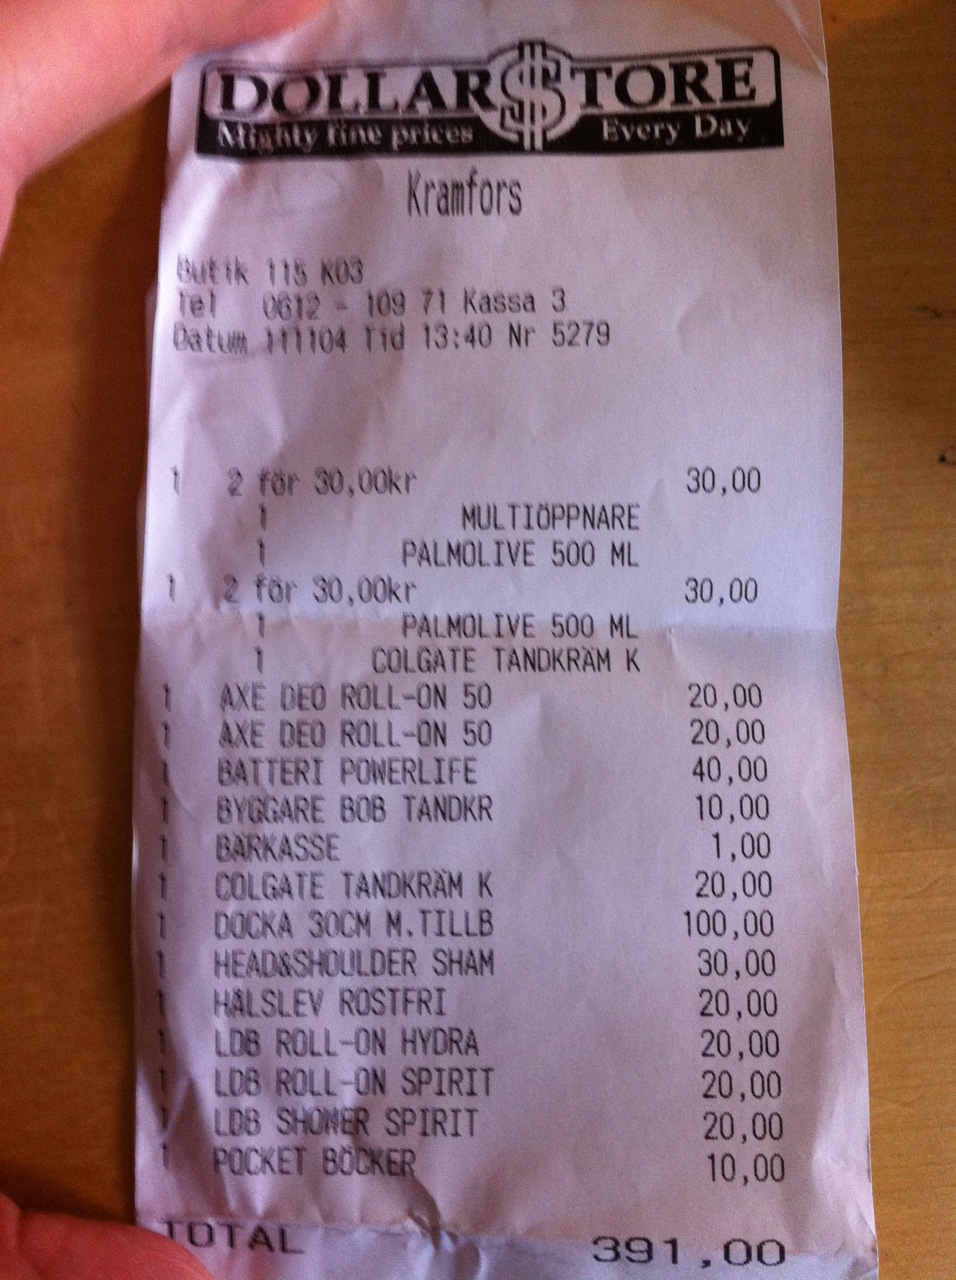 DOLLAR$TORE
Mighty fine prices Every Day
Kramfors
Butik 115 K03
Tel 0612 - 109 71 Kassa 3
Datum 111104 Tid 13:40 Nr 5279
1 2 för 30,00kr 30,00
1 MULTIÖPPNARE
1 PALMOLIVE 500 ML
1 2 för 30,00kr 30,00
1 PALMOLIVE 500 ML
1 COLGATE TANDKRÄM K
1 AXE DEO ROLL-ON 50 20,00
1 AXE DEO ROLL-ON 50 20,00
1 BATTERI POWERLIFE 40,00
1 BYGGARE BOB TANDKR 10,00
1 BÄRKASSE 1,00
1 COLGATE TANDKRÄM K 20,00
1 DOCKA 30CM M.TILLB 100,00
1 HEAD&SHOULDER SHAM 30,00
1 HÅLSLEV ROSTFRI 20,00
1 LDB ROLL-ON HYDRA 20,00
1 LDB ROLL-ON SPIRIT 20,00
1 LDB SHOWER SPIRIT 20,00
1 POCKET BÖCKER 10,00
TOTAL 391,00